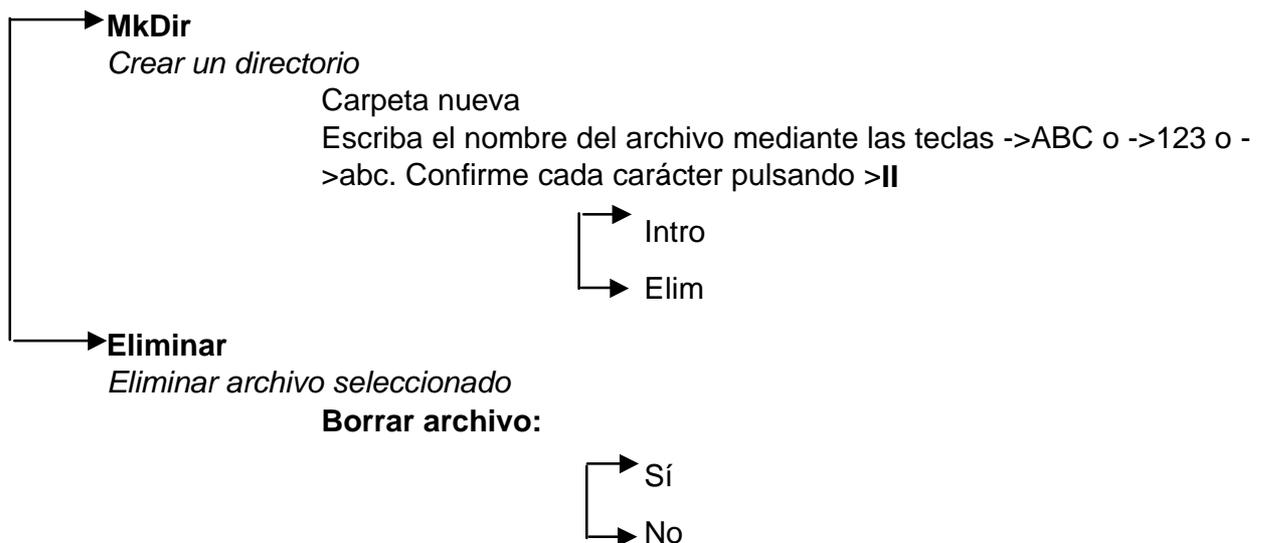 MkDir
Crear un directorio
Carpeta nueva
Escriba el nombre del archivo mediante las teclas ->ABC o ->123 o -
>abc. Confirme cada carácter pulsando >II
Intro
Elim
Eliminar
Eliminar archivo seleccionado
Borrar archivo:
Sí
No